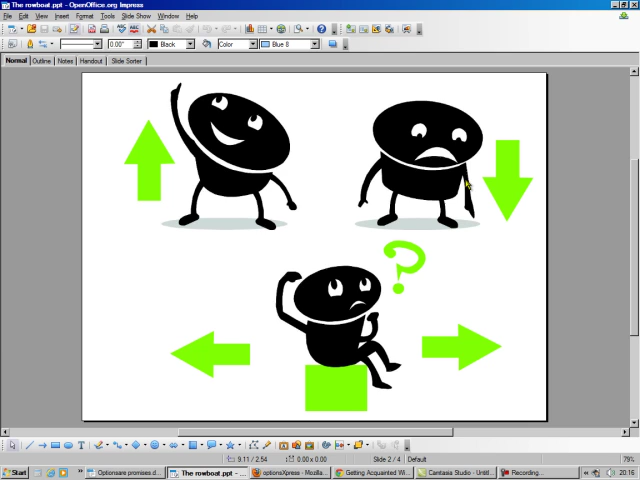 The rowboat.ppt - OpenOffice.org Impress
File Edit View Insert Format Tools Slide Show Window Help
0.00" Black Color Blue 8
Normal Outline Notes Handout Slide Sorter
?
9.11 / 2.54 0.00 x 0.00 Slide 2 / 4 Default 79%
Start Optionsare promises.d... The rowboat.ppt - ... optionsXpress - Mozilla... Getting Acquainted Wi... Camtasia Studio - Untitl... Recording... 20:16